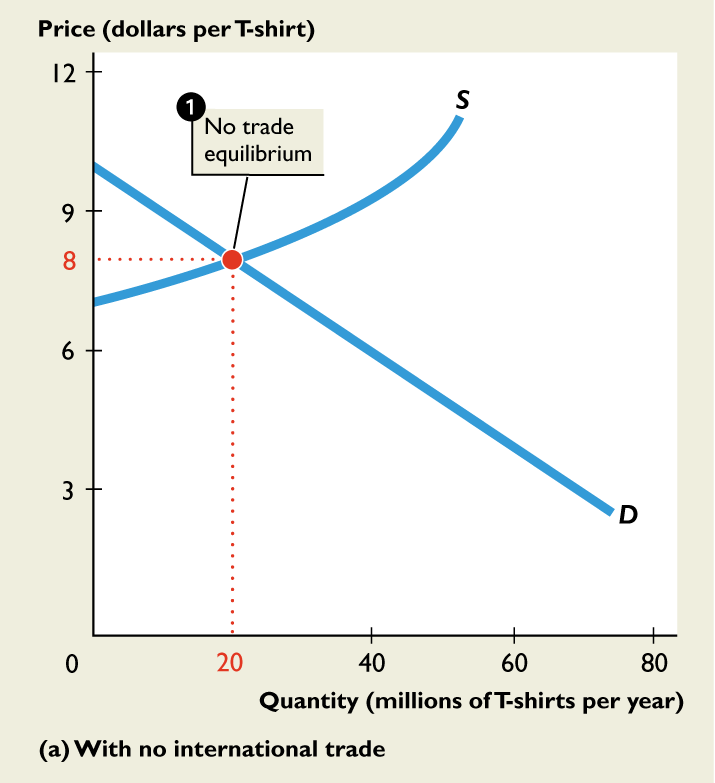 Price (dollars per T-shirt)
12
1
No trade
equilibrium
S
9
8
6
3
D
0
20
40
60
80
Quantity (millions of T-shirts per year)
(a) With no international trade